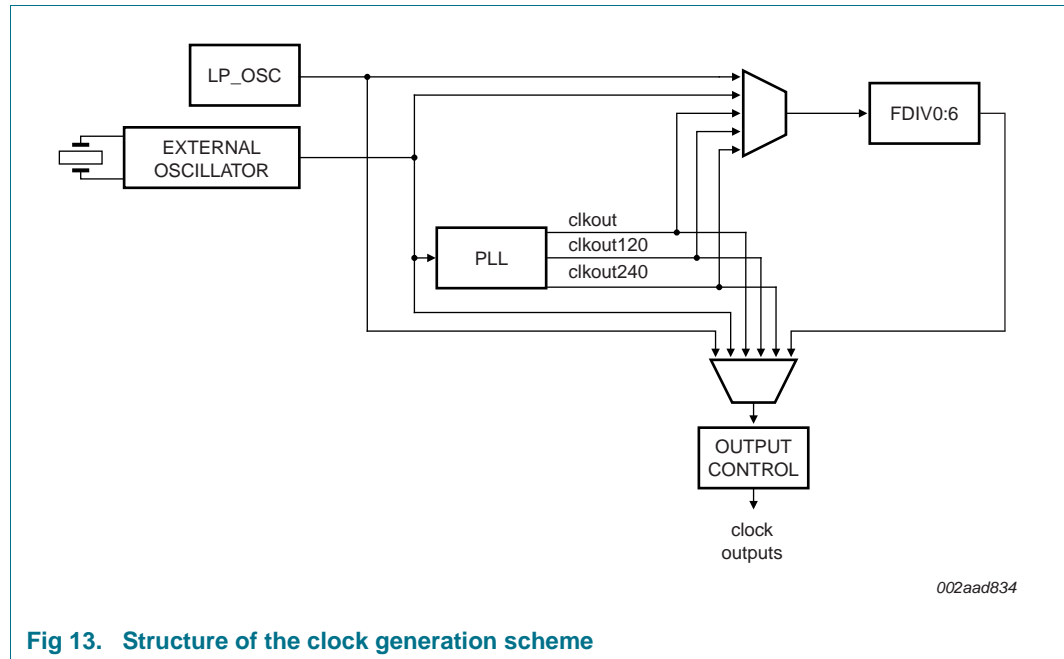 LP_OSC
FDIV0:6
EXTERNAL
OSCILLATOR
clkout
PLL
clkout120
clkout240
OUTPUT
CONTROL
clock
outputs
002aad834
Fig 13. Structure of the clock generation scheme